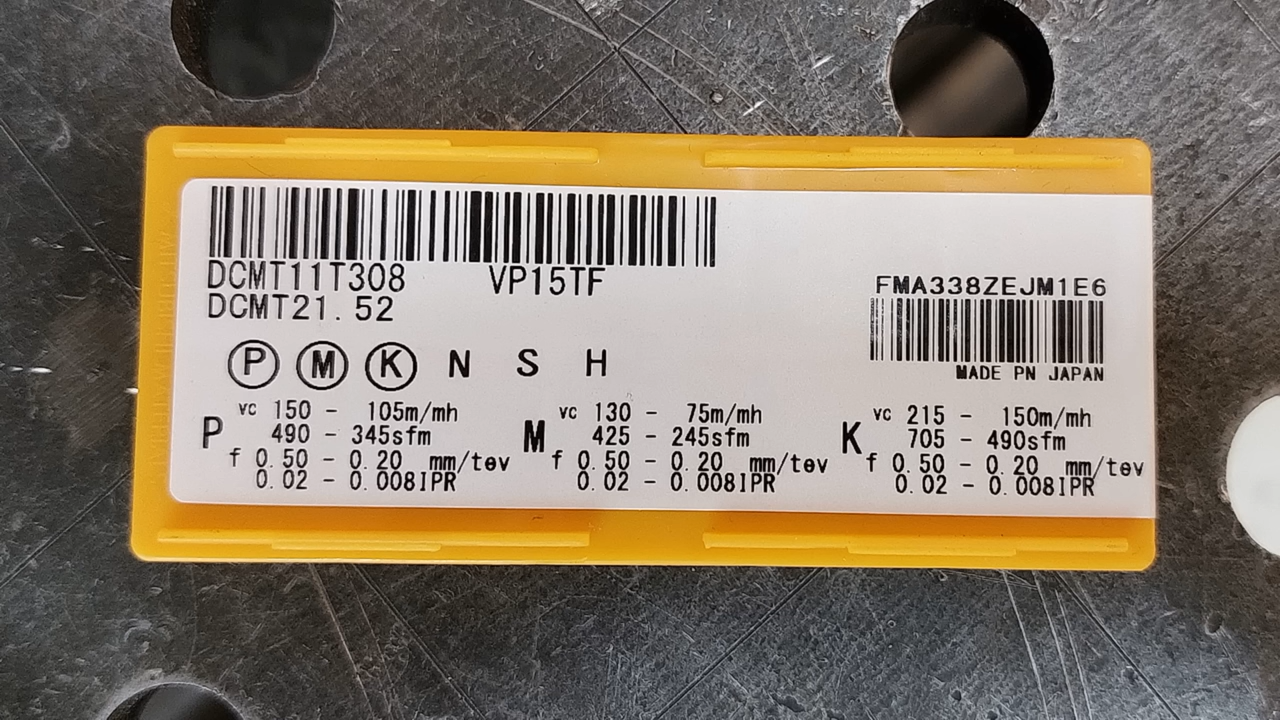 DCMT11T308 VP15TF
DCMT21.52
FMA338ZEJM1E6
MADE PN JAPAN
P M K N S H
P vc 150 - 105m/mh
490 - 345sfm
f 0.50 - 0.20 mm/tev
0.02 - 0.008IPR
M vc 130 - 75m/mh
425 - 245sfm
f 0.50 - 0.20 mm/tev
0.02 - 0.008IPR
K vc 215 - 150m/mh
705 - 490sfm
f 0.50 - 0.20 mm/tev
0.02 - 0.008IPR